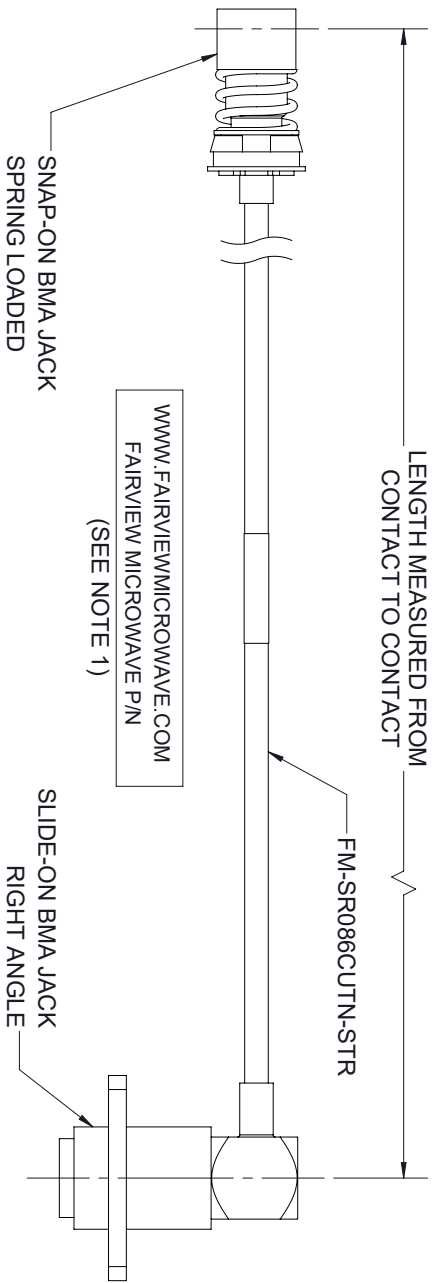 LENGTH MEASURED FROM
CONTACT TO CONTACT
FM-SR086CUTN-STR
WWW.FAIRVIEWMICROWAVE.COM
FAIRVIEW MICROWAVE P/N
(SEE NOTE 1)
SNAP-ON BMA JACK
SPRING LOADED
SLIDE-ON BMA JACK
RIGHT ANGLE